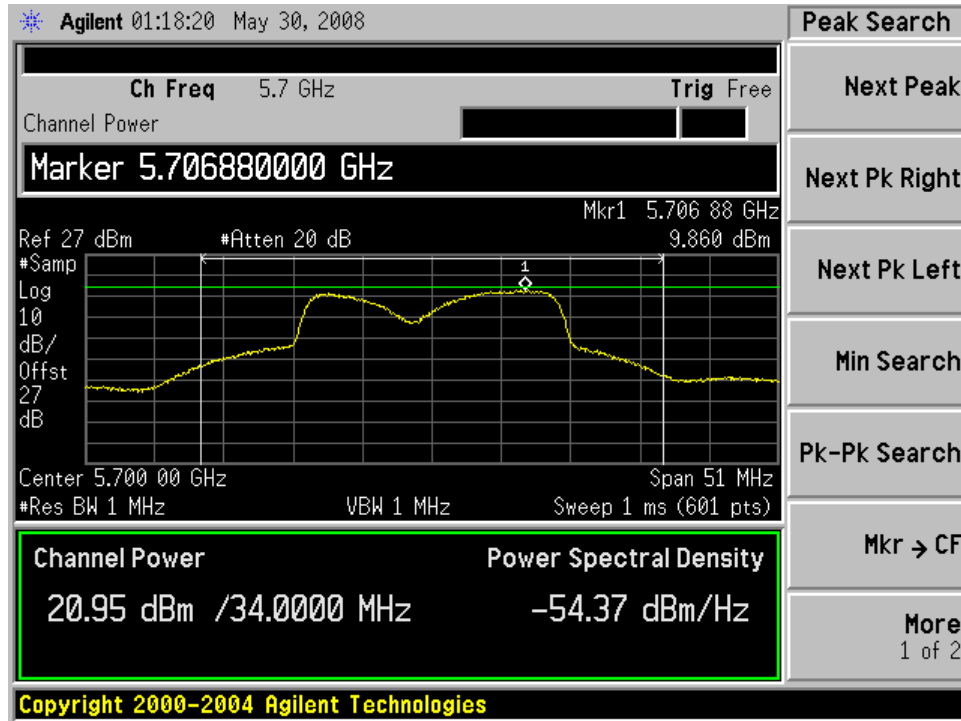 Agilent 01:18:20 May 30, 2008
Peak Search
Ch Freq 5.7 GHz
Trig Free
Channel Power
Marker 5.706880000 GHz
Mkr1 5.706 88 GHz
Ref 27 dBm #Atten 20 dB 9.860 dBm
#Samp
Log
10
dB/
Offst
27
dB
1
Center 5.700 00 GHz Span 51 MHz
#Res BW 1 MHz VBW 1 MHz Sweep 1 ms (601 pts)
Channel Power Power Spectral Density
20.95 dBm /34.0000 MHz -54.37 dBm/Hz
Next Peak
Next Pk Right
Next Pk Left
Min Search
Pk-Pk Search
Mkr → CF
More
1 of 2
Copyright 2000-2004 Agilent Technologies